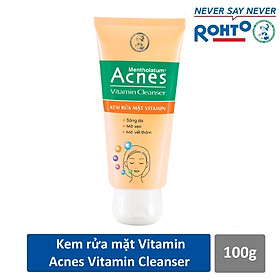 NEVER SAY NEVER
ROHTO
Mentholatum®
Acnes
Vitamin Cleanser
KEM RỬA MẶT VITAMIN
• Sáng da
• Mờ sẹo
• Mờ vết thâm
Kem rửa mặt Vitamin
Acnes Vitamin Cleanser
100g